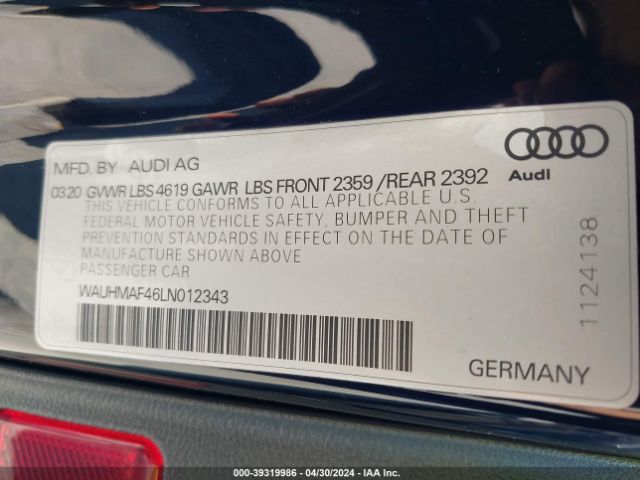 MFD. BY AUDI AG
Audi
0320 GVWR LBS 4619 GAWR LBS FRONT 2359 / REAR 2392
THIS VEHICLE CONFORMS TO ALL APPLICABLE U.S.
FEDERAL MOTOR VEHICLE SAFETY, BUMPER AND THEFT
PREVENTION STANDARDS IN EFFECT ON THE DATE OF
MANUFACTURE SHOWN ABOVE
PASSENGER CAR
WAUHMAF46LN012343
1124138
GERMANY
000-39319986 - 04/30/2024 - IAA Inc.